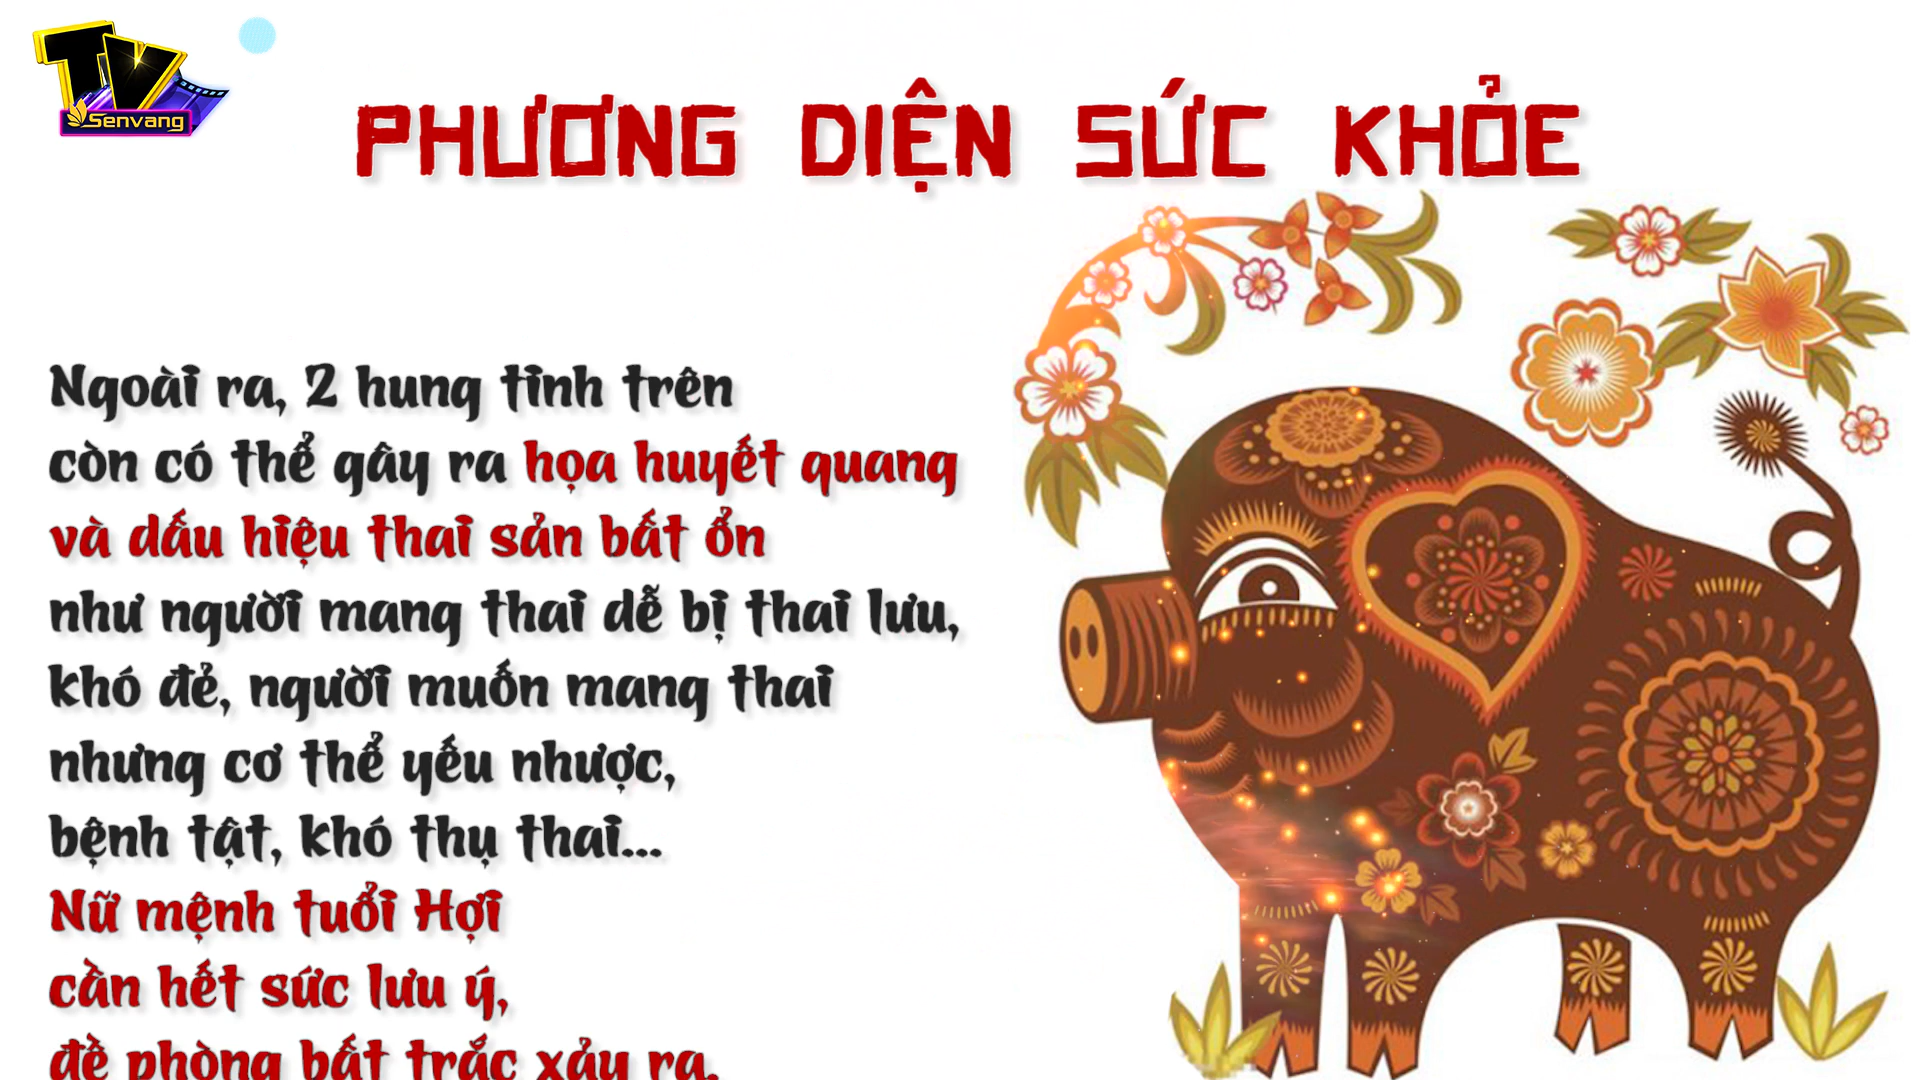 TV
Senvang
PHƯƠNG DIỆN SỨC KHỎE
Ngoài ra, 2 hung tinh trên
còn có thể gây ra họa huyết quang
và dấu hiệu thai sản bất ổn
như người mang thai dễ bị thai lưu,
khó đẻ, người muốn mang thai
nhưng cơ thể yếu nhược,
bệnh tật, khó thụ thai...
Nữ mệnh tuổi Hợi
cần hết sức lưu ý,
đề phòng bất trắc xảy ra.